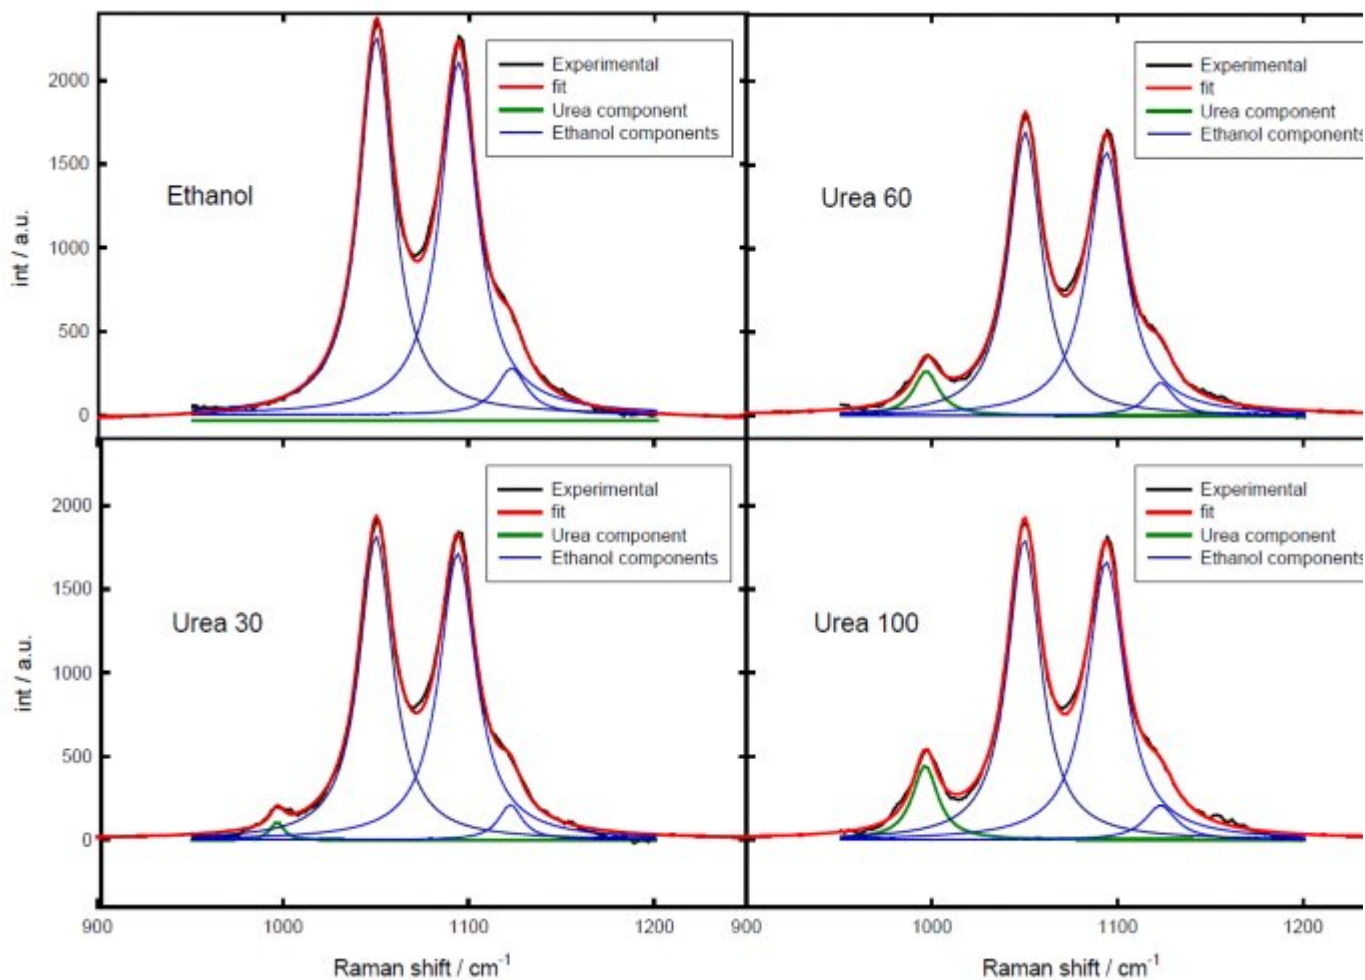 2000
1500
1000
500
0
int / a.u.
Ethanol
Experimental
fit
Urea component
Ethanol components
Urea 60
Experimental
fit
Urea component
Ethanol components
2000
1500
1000
500
0
int / a.u.
Urea 30
Experimental
fit
Urea component
Ethanol components
Urea 100
Experimental
fit
Urea component
Ethanol components
900 1000 1100 1200 900 1000 1100 1200
Raman shift / cm⁻¹ Raman shift / cm⁻¹